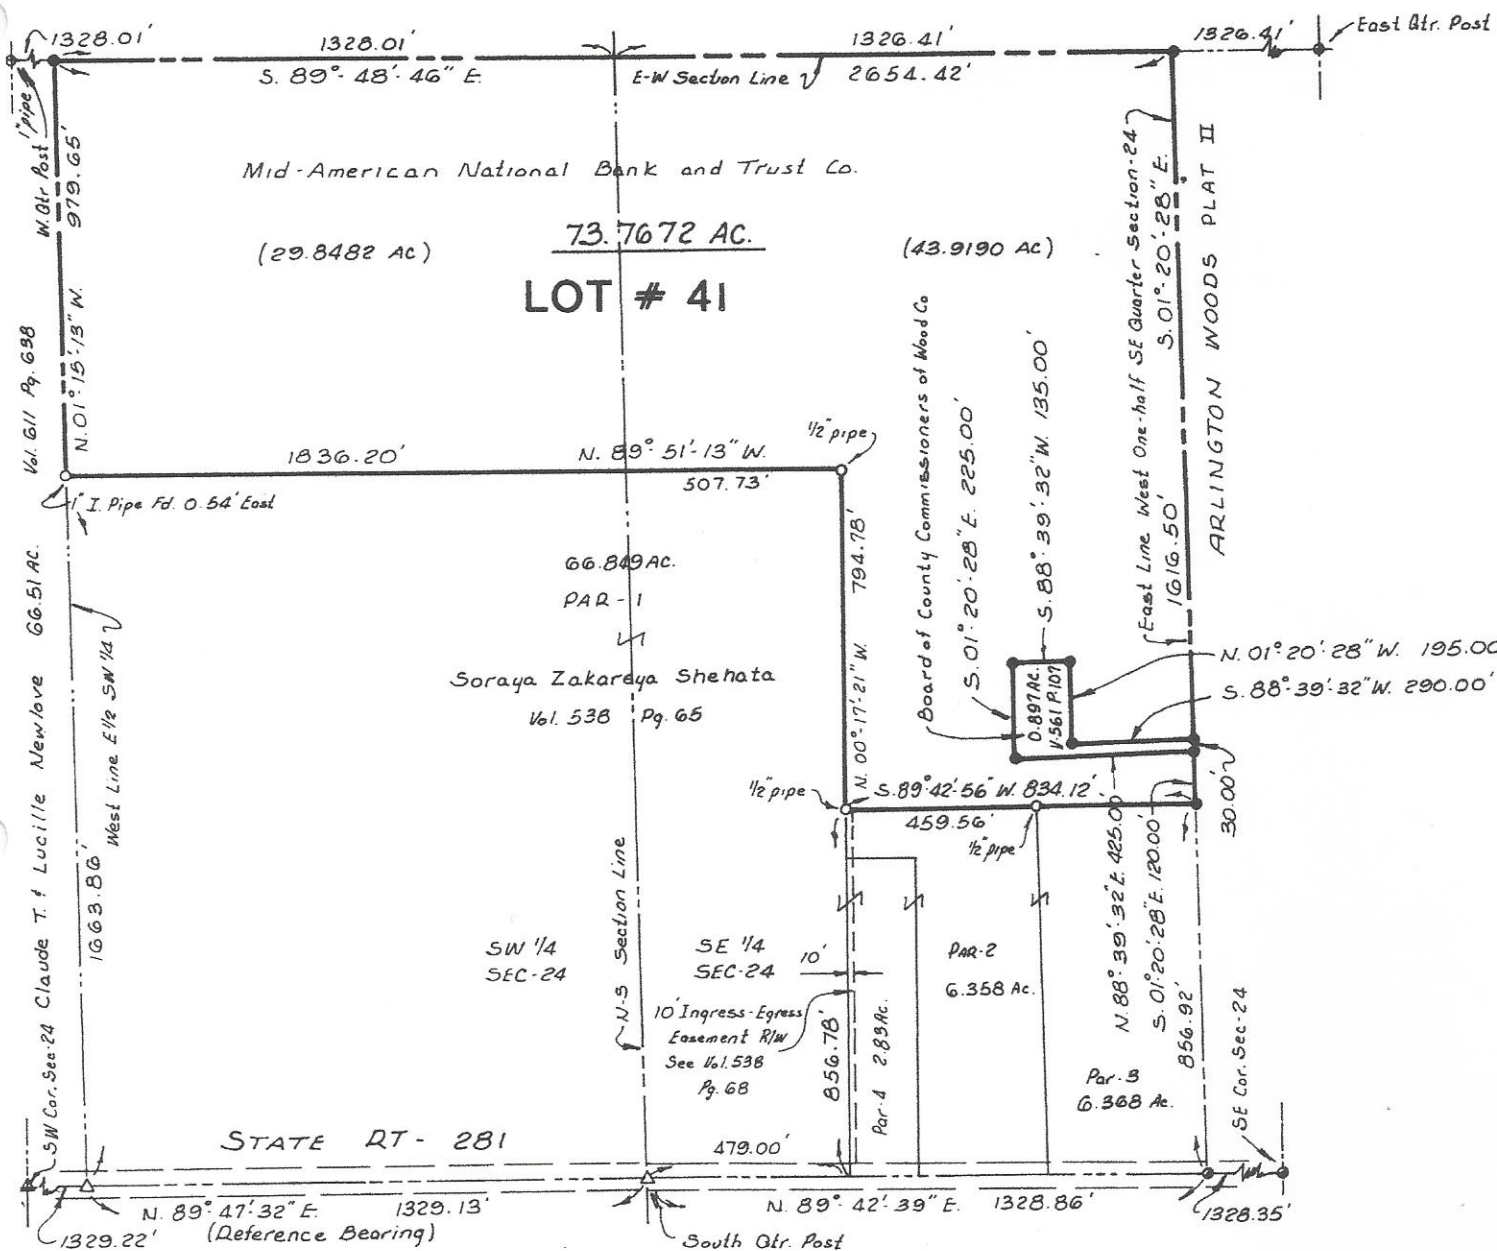 1328.01'
1328.01'
1326.41'
1326.41'
East Qtr. Post
S. 89°-48'-46" E.
E-W Section Line
2654.42'
1" pipe
W. Qtr Post
979.65'
N. 01°-15'-13" W.
Vol. 611 Pg. 638
Mid-American National Bank and Trust Co.
73.7672 AC.
(29.8482 AC)
(43.9190 AC)
LOT # 41
East Line West One-half SE Quarter Section-24
S. 01°-20'-28" E.
1616.50'
ARLINGTON WOODS PLAT II
1836.20'
N. 89°-51'-13" W.
1/2" pipe
507.73'
1" I. Pipe Fd. 0.54' East
66.849 AC.
PAR-1
Soraya Zakareya Shehata
Vol. 538 Pg. 65
794.78'
N. 00°-17'-21" W.
Board of County Commissioners of Wood Co
S. 01°-20'-28" E. 225.00'
S. 88°-39'-32" W. 135.00'
0.897 Ac.
V.561 P.107
N. 01°20'-28" W. 195.00
S. 88°-39'-32" W. 290.00'
1/2" pipe
S. 89°42'-56" W. 834.12'
459.56'
1/2" pipe
30.00'
N. 88°-39'-32" E. 425.00
S. 01°-20'-28" E. 120.00'
856.92'
Claude T. & Lucille Newlove 66.51 AC.
West Line E 1/2 SW 1/4
1663.86'
N-S Section Line
SW 1/4
SEC-24
SE 1/4
SEC-24
10'
10' Ingress-Egress
Easement R/W
See Vol. 538
Pg. 68
856.78'
Par-4 2.83 Ac.
PAR-2
6.358 Ac.
Par-3
6.368 Ac.
SE Cor. Sec-24
SW Cor. Sec-24
STATE RT - 281
479.00'
N. 89°-47'-32" E.
1329.13'
N. 89°-42'-39" E.
1328.86'
1328.35'
1329.22'
(Reference Bearing)
South Qtr. Post